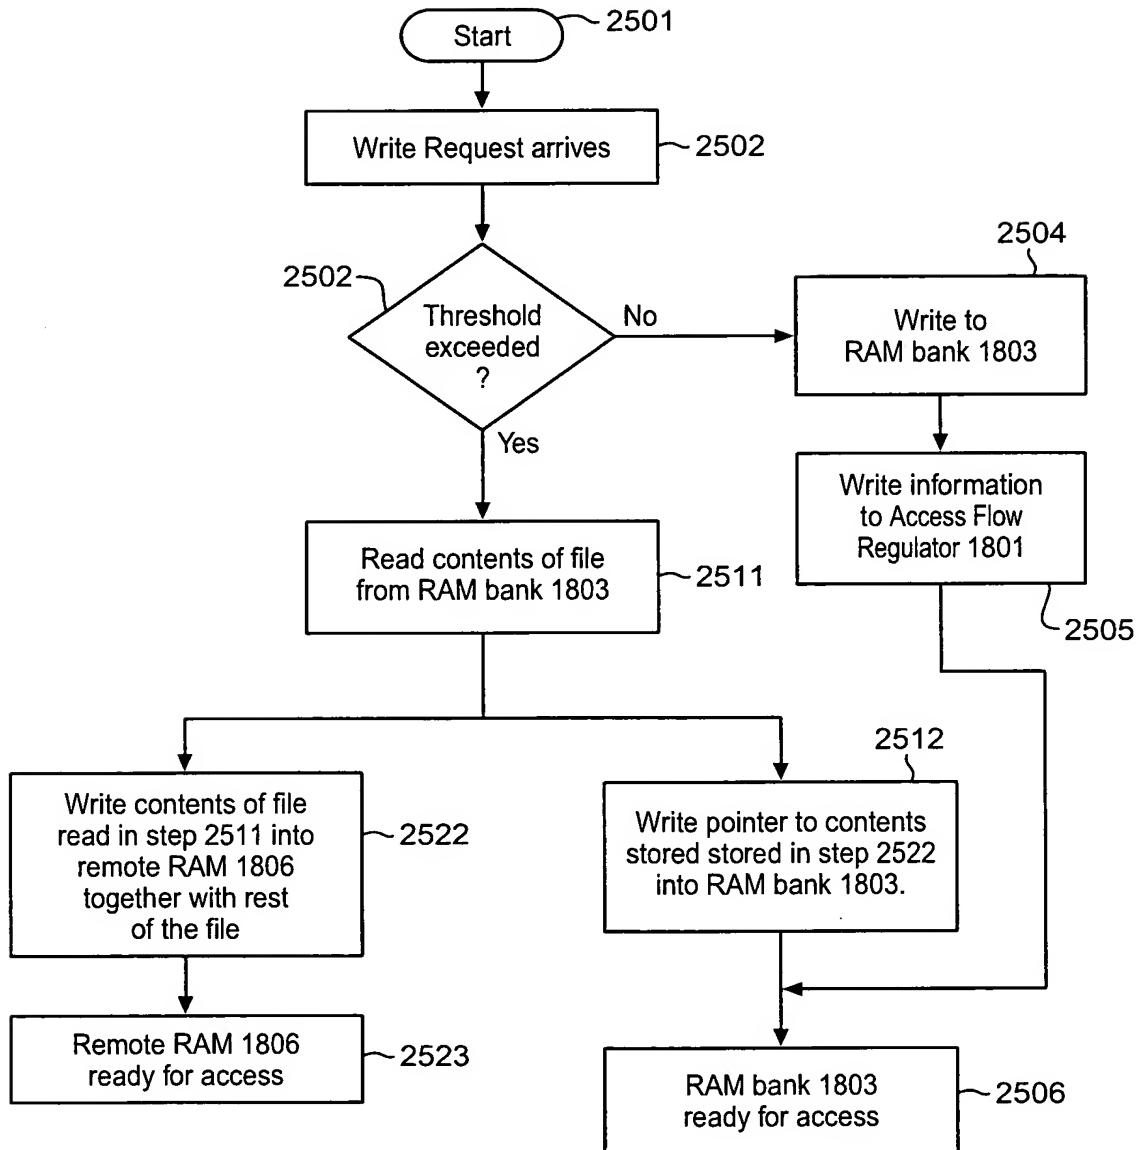 Start
2501
Write Request arrives
2502
2502
Threshold
exceeded
?
No
Yes
2504
Write to
RAM bank 1803
Write information
to Access Flow
Regulator 1801
2505
Read contents of file
from RAM bank 1803
2511
Write contents of file
read in step 2511 into
remote RAM 1806
together with rest
of the file
2522
2512
Write pointer to contents
stored stored in step 2522
into RAM bank 1803.
Remote RAM 1806
ready for access
2523
RAM bank 1803
ready for access
2506